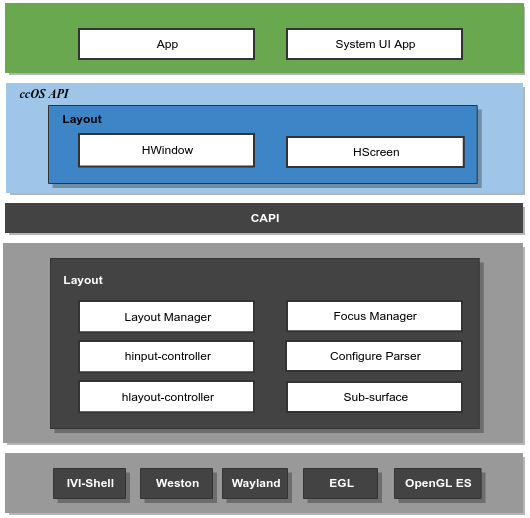 App
System UI App
ccOS API
Layout
HWindow
HScreen
CAPI
Layout
Layout Manager
Focus Manager
hinput-controller
Configure Parser
hlayout-controller
Sub-surface
IVI-Shell
Weston
Wayland
EGL
OpenGL ES